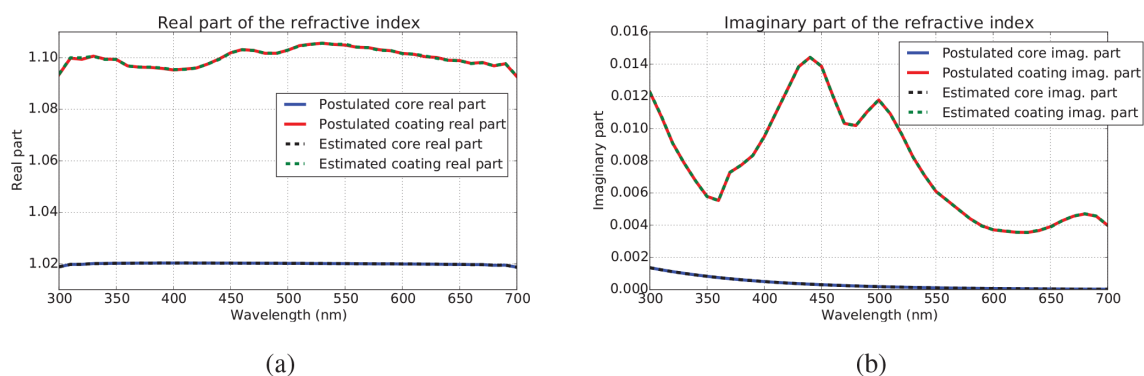 Real part of the refractive index
1.10
1.08
1.06
1.04
1.02
Real part
Postulated core real part
Postulated coating real part
Estimated core real part
Estimated coating real part
300 350 400 450 500 550 600 650 700
Wavelength (nm)
(a)
Imaginary part of the refractive index
0.016
0.014
0.012
0.010
0.008
0.006
0.004
0.002
0.000
Imaginary part
Postulated core imag. part
Postulated coating imag. part
Estimated core imag. part
Estimated coating imag. part
300 350 400 450 500 550 600 650 700
Wavelength (nm)
(b)